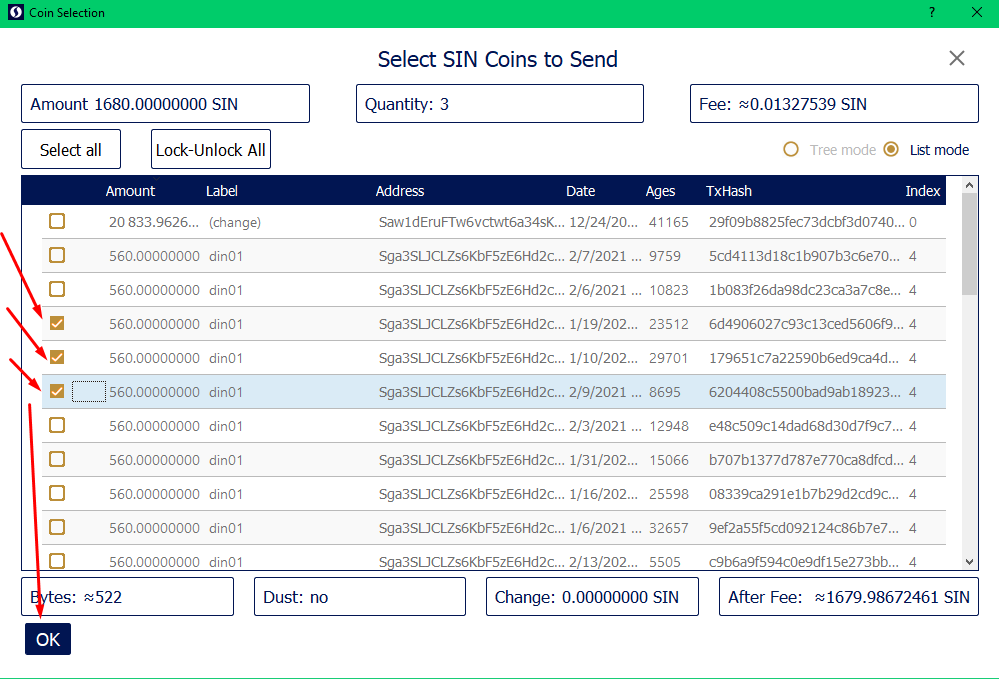 Coin Selection
?
Select SIN Coins to Send
Amount 1680.00000000 SIN
Quantity: 3
Fee: ≈0.01327539 SIN
Select all
Lock-Unlock All
Tree mode
List mode
Amount Label Address Date Ages TxHash Index
20 833.9626... (change) Saw1dEruFTw6vctwt6a34sK... 12/24/20... 41165 29f09b8825fec73dcbf3d0740... 0
560.00000000 din01 Sga3SLJCLZs6KbF5zE6Hd2c... 2/7/2021 ... 9759 5cd4113d18c1b907b3c6e70... 4
560.00000000 din01 Sga3SLJCLZs6KbF5zE6Hd2c... 2/6/2021 ... 10823 1b083f26da98dc23ca3a7c8e... 4
560.00000000 din01 Sga3SLJCLZs6KbF5zE6Hd2c... 1/19/202... 23512 6d4906027c93c13ced5606f9... 4
560.00000000 din01 Sga3SLJCLZs6KbF5zE6Hd2c... 1/10/202... 29701 179651c7a22590b6ed9ca4d... 4
560.00000000 din01 Sga3SLJCLZs6KbF5zE6Hd2c... 2/9/2021 ... 8695 6204408c5500bad9ab18923... 4
560.00000000 din01 Sga3SLJCLZs6KbF5zE6Hd2c... 2/3/2021 ... 12948 e48c509c14dad68d30d7f9c7... 4
560.00000000 din01 Sga3SLJCLZs6KbF5zE6Hd2c... 1/31/202... 15066 b707b1377d787e770ca8dfcd... 4
560.00000000 din01 Sga3SLJCLZs6KbF5zE6Hd2c... 1/16/202... 25598 08339ca291e1b7b29d2cd9c... 4
560.00000000 din01 Sga3SLJCLZs6KbF5zE6Hd2c... 1/6/2021 ... 32657 9ef2a55f5cd092124c86b7e7... 4
560.00000000 din01 Sga3SLJCLZs6KbF5zE6Hd2c... 2/13/202... 5505 c9b6a9f594c0e9df15e273bb... 4
Bytes: ≈522
Dust: no
Change: 0.00000000 SIN
After Fee: ≈1679.98672461 SIN
OK